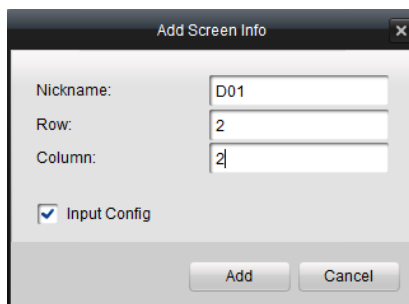 Add Screen Info
Nickname: D01
Row: 2
Column: 2
Input Config
Add Cancel